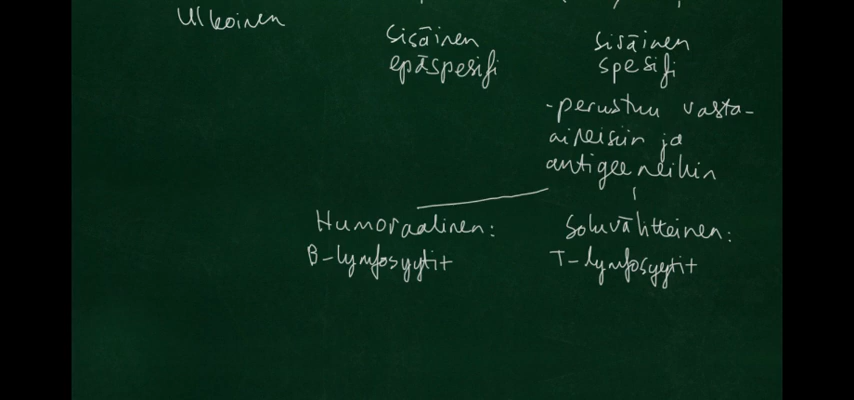 Ulkoinen
sisäinen
epäspesifi
sisäinen
spesifi
-perustuu vasta-
aineisiin ja
antigeeneihin
Humoraalinen:
B-lymfosyytit
Soluvälitteinen:
T-lymfosyytit